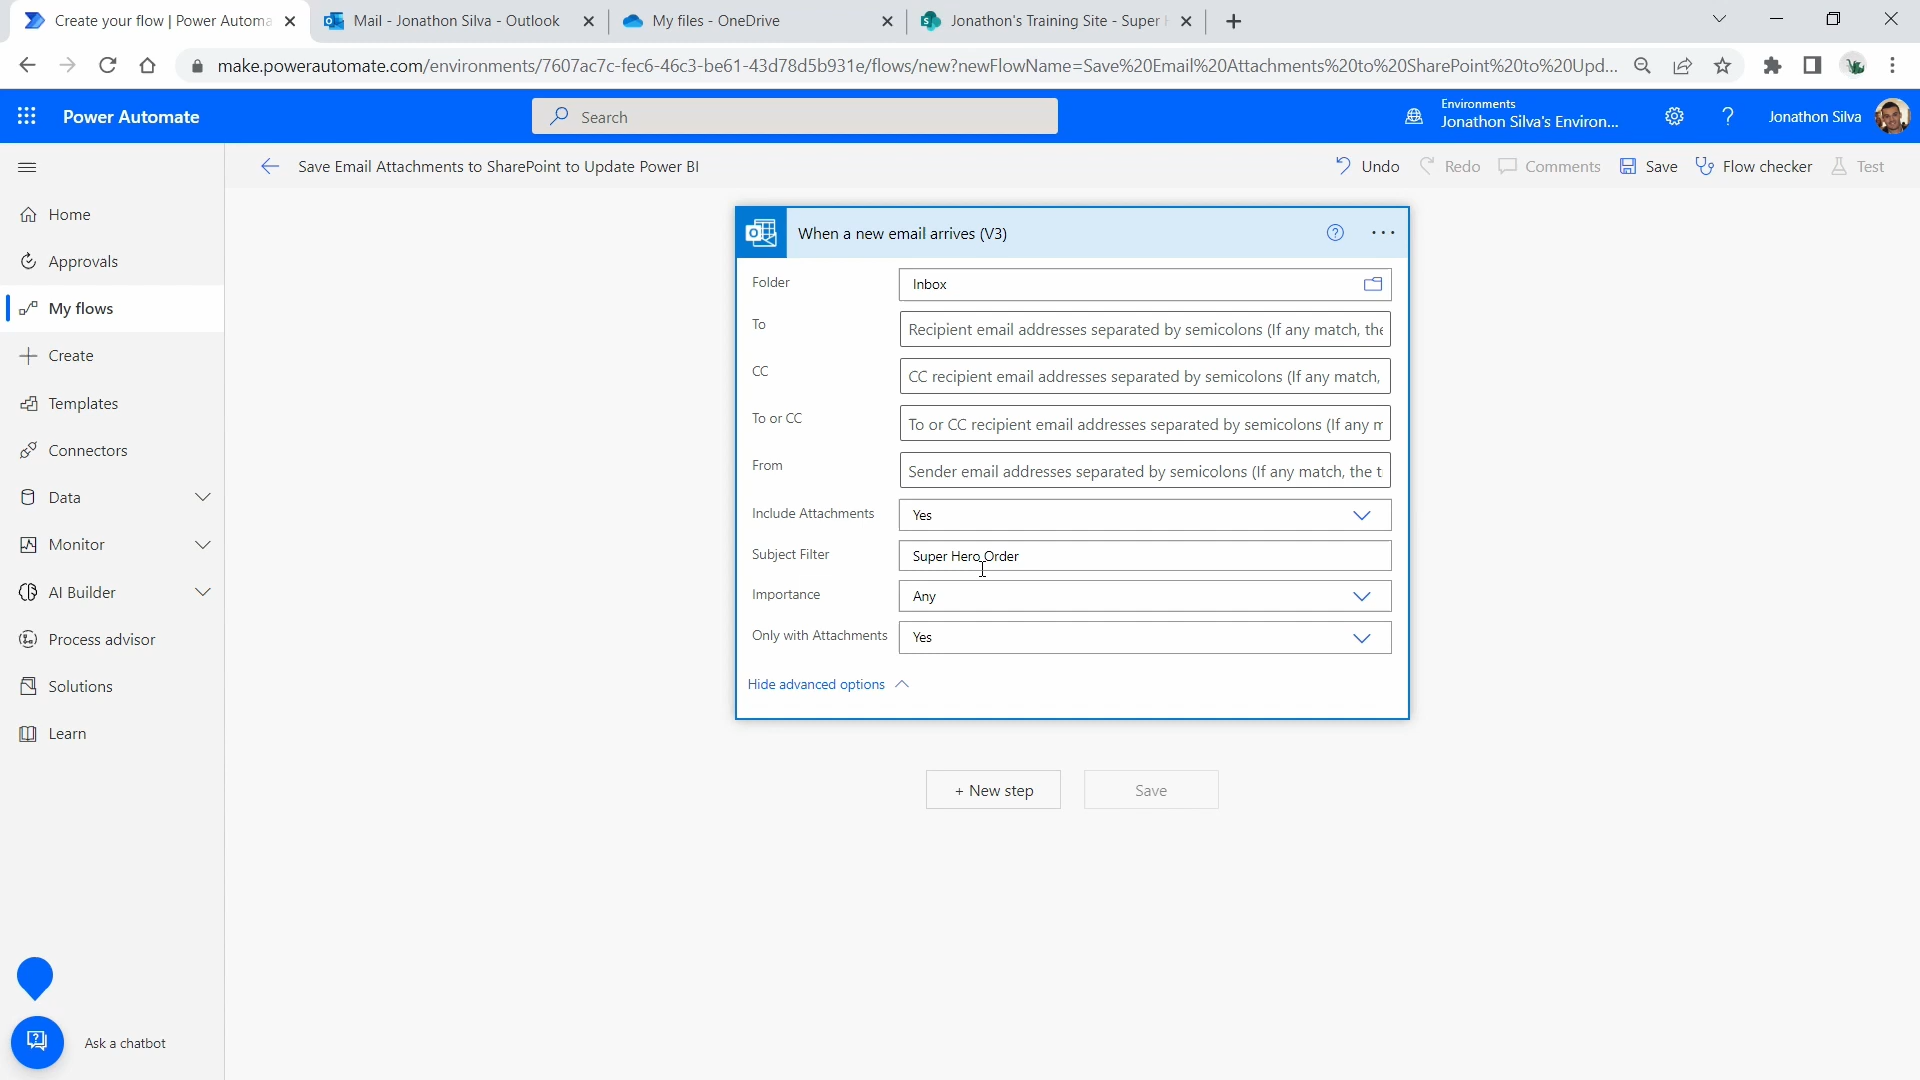 Create your flow | Power Automa
Mail - Jonathon Silva - Outlook
My files - OneDrive
Jonathon's Training Site - Super
make.powerautomate.com/environments/7607ac7c-fec6-46c3-be61-43d78d5b931e/flows/new?newFlowName=Save%20Email%20Attachments%20to%20SharePoint%20to%20Upd...
Power Automate
Search
Environments
Jonathon Silva's Environ...
?
Jonathon Silva
Save Email Attachments to SharePoint to Update Power BI
Undo
Redo
Comments
Save
Flow checker
Test
Home
Approvals
My flows
Create
Templates
Connectors
Data
Monitor
AI Builder
Process advisor
Solutions
Learn
Ask a chatbot
When a new email arrives (V3)
Folder
Inbox
To
Recipient email addresses separated by semicolons (If any match, the
CC
CC recipient email addresses separated by semicolons (If any match,
To or CC
To or CC recipient email addresses separated by semicolons (If any m
From
Sender email addresses separated by semicolons (If any match, the t
Include Attachments
Yes
Subject Filter
Super Hero Order
Importance
Any
Only with Attachments
Yes
Hide advanced options
+ New step
Save